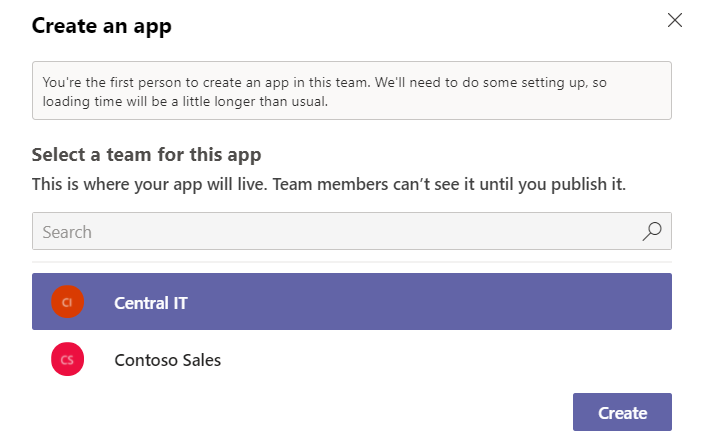 Create an app
You're the first person to create an app in this team. We'll need to do some setting up, so
loading time will be a little longer than usual.
Select a team for this app
This is where your app will live. Team members can’t see it until you publish it.
Search
CI Central IT
CS Contoso Sales
Create